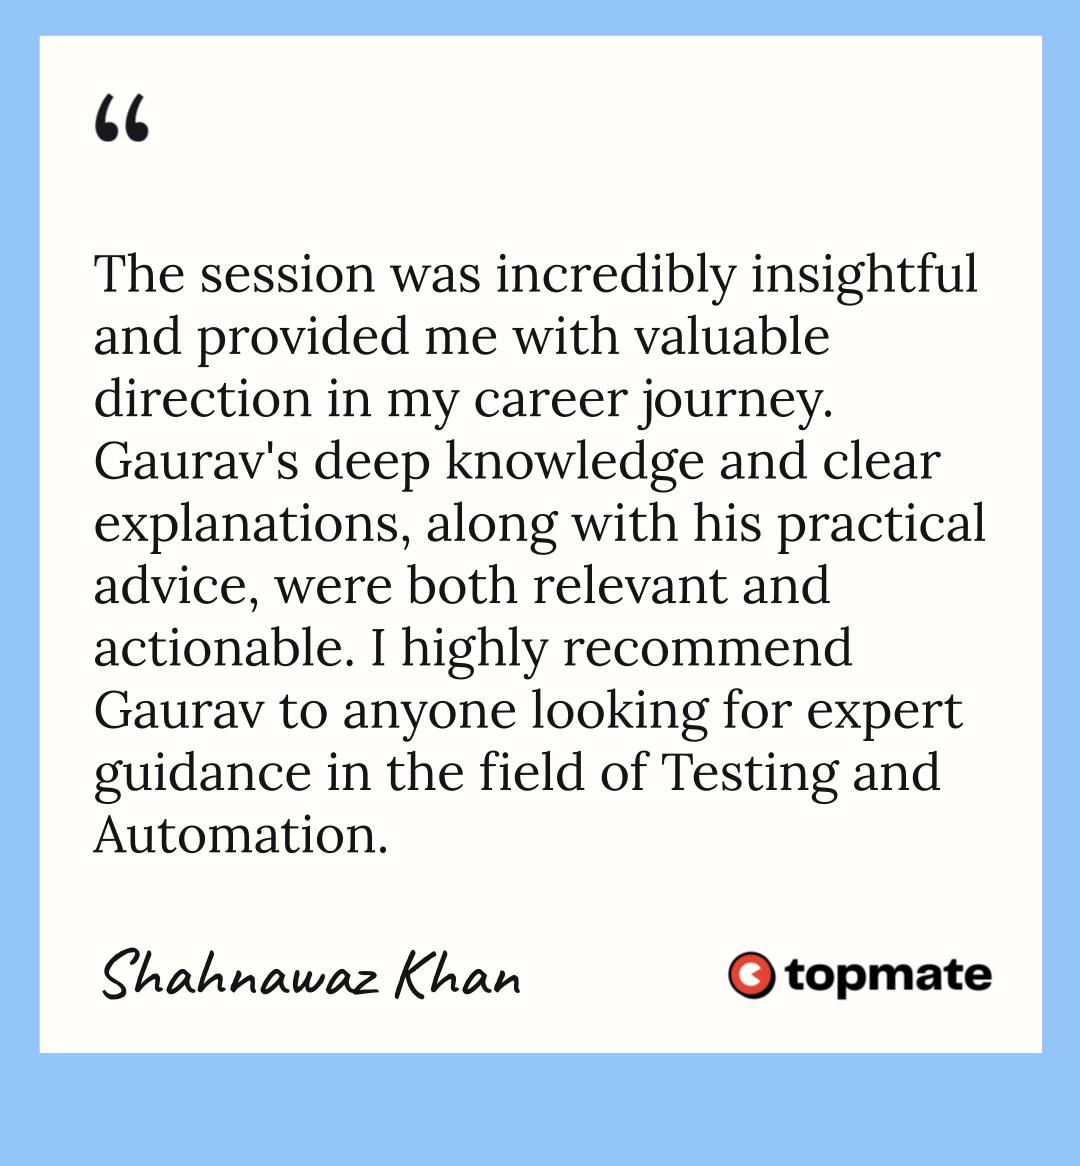 “
The session was incredibly insightful
and provided me with valuable
direction in my career journey.
Gaurav's deep knowledge and clear
explanations, along with his practical
advice, were both relevant and
actionable. I highly recommend
Gaurav to anyone looking for expert
guidance in the field of Testing and
Automation.
Shahnawaz Khan
topmate